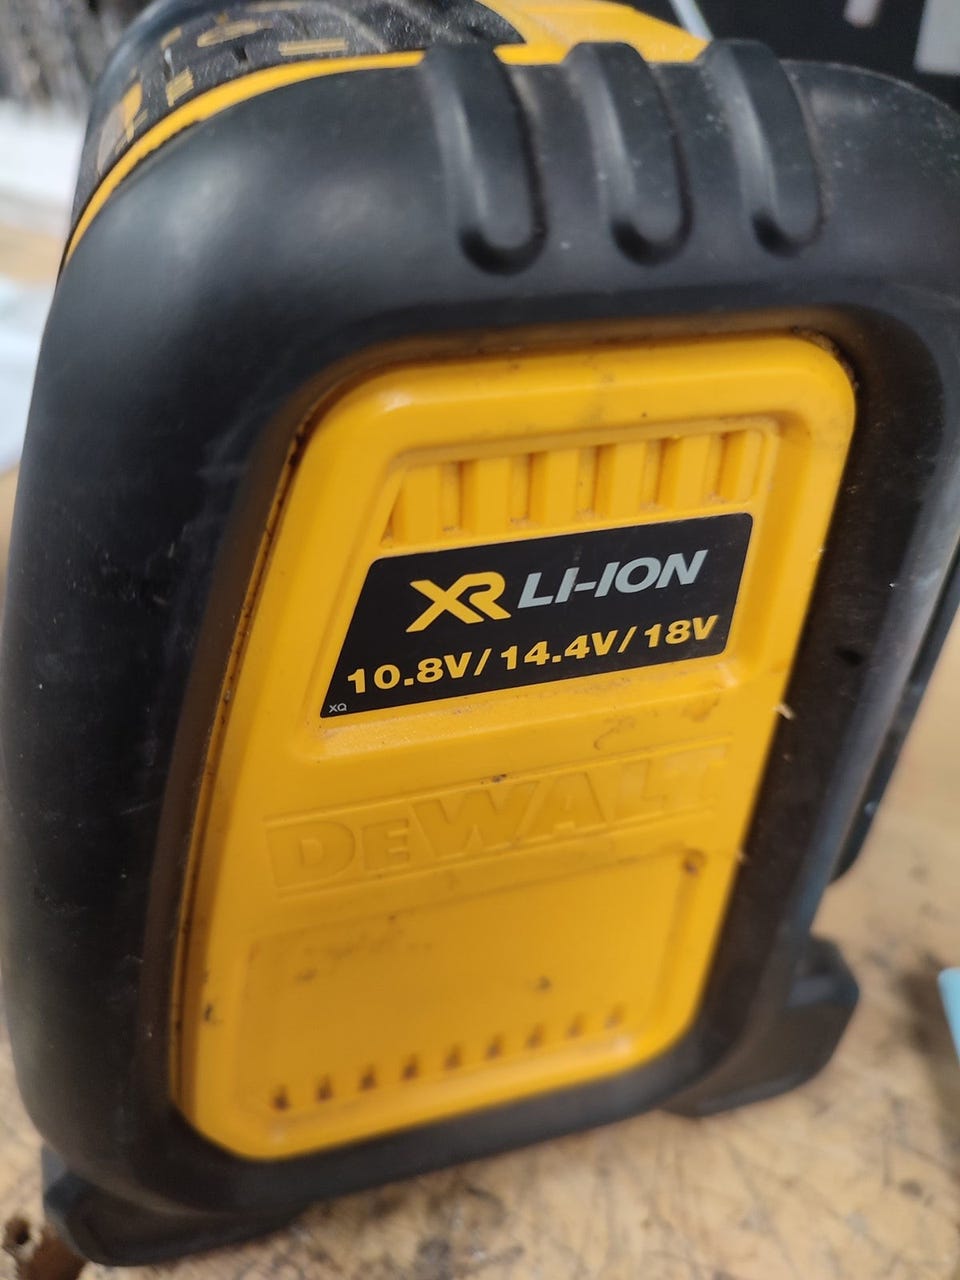 XR LI-ION
10.8V/14.4V/18V
XQ
DEWALT